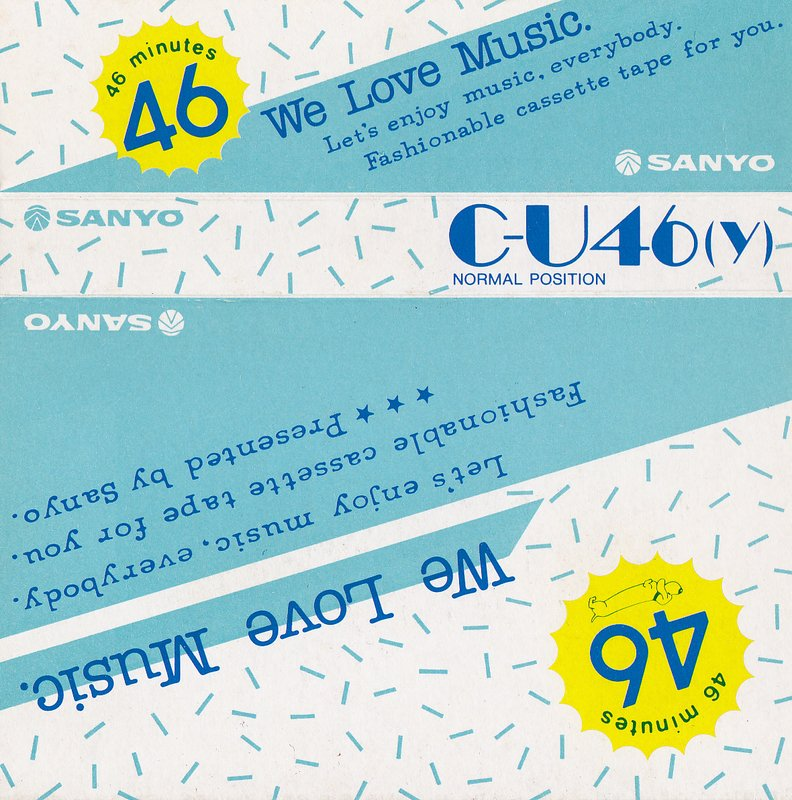 46 minutes
46
We Love Music.
Let's enjoy music, everybody.
Fashionable cassette tape for you.
SANYO
SANYO
C-U46(Y)
NORMAL POSITION
SANYO
46 minutes
46
We Love Music.
Let's enjoy music, everybody.
Fashionable cassette tape for you.
★ ★ ★ Presented by Sanyo.